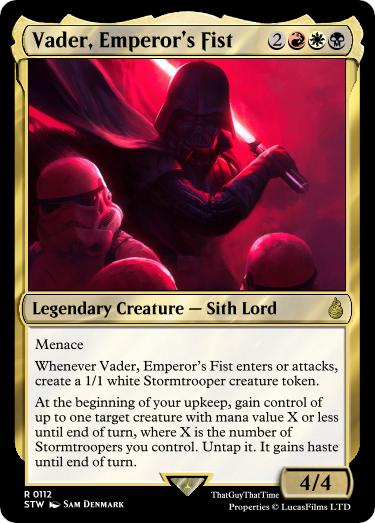 Vader, Emperor's Fist 2
Legendary Creature — Sith Lord
Menace
Whenever Vader, Emperor's Fist enters or attacks,
create a 1/1 white Stormtrooper creature token.
At the beginning of your upkeep, gain control of
up to one target creature with mana value X or less
until end of turn, where X is the number of
Stormtroopers you control. Untap it. It gains haste
until end of turn.
4/4
R 0112
STW Sam Denmark
ThatGuyThatTime
Properties © LucasFilms LTD